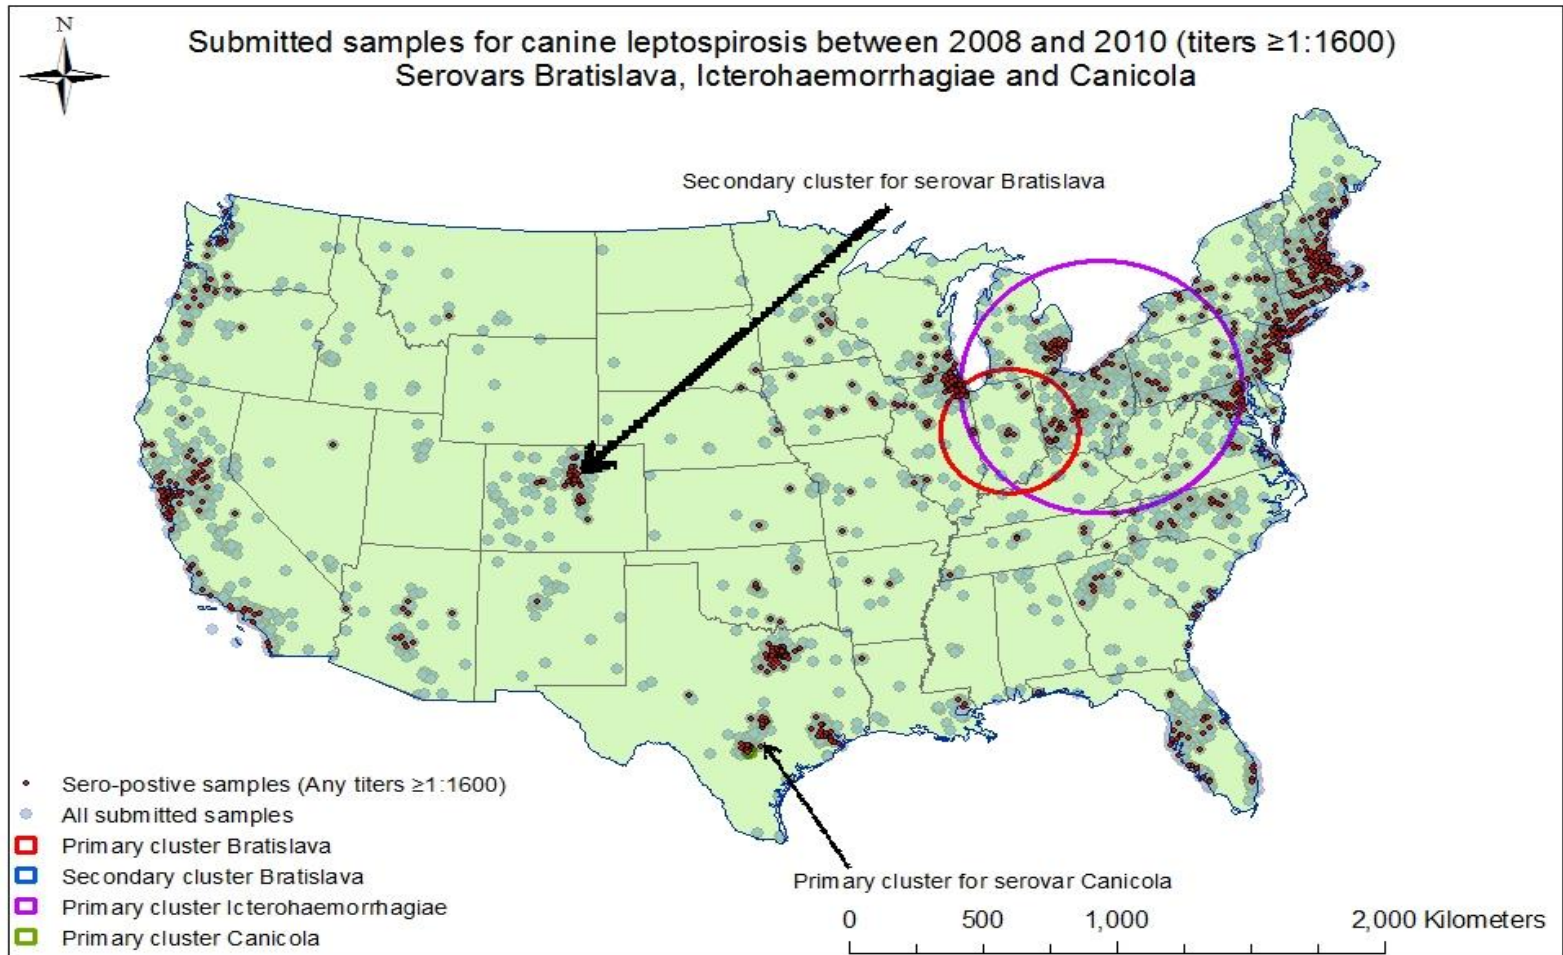 N
Submitted samples for canine leptospirosis between 2008 and 2010 (titers ≥1:1600)
Serovars Bratislava, Icterohaemorrhagiae and Canicola
Secondary cluster for serovar Bratislava
Sero-postive samples (Any titers ≥1:1600)
All submitted samples
Primary cluster Bratislava
Secondary cluster Bratislava
Primary cluster Icterohaemorrhagiae
Primary cluster Canicola
Primary cluster for serovar Canicola
0 500 1,000 2,000 Kilometers